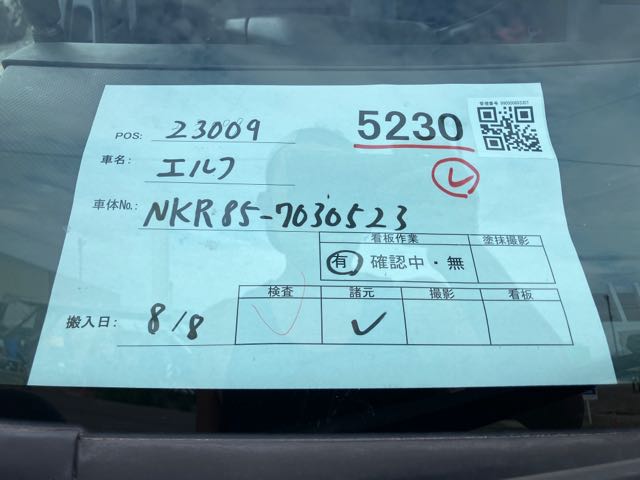 POS: 23009
5230
車名: エルフ
車体No.: NKR85-7030523
看板作業 塗抹撮影
有 確認中・無
搬入日: 8/8
検査 諸元 撮影 看板